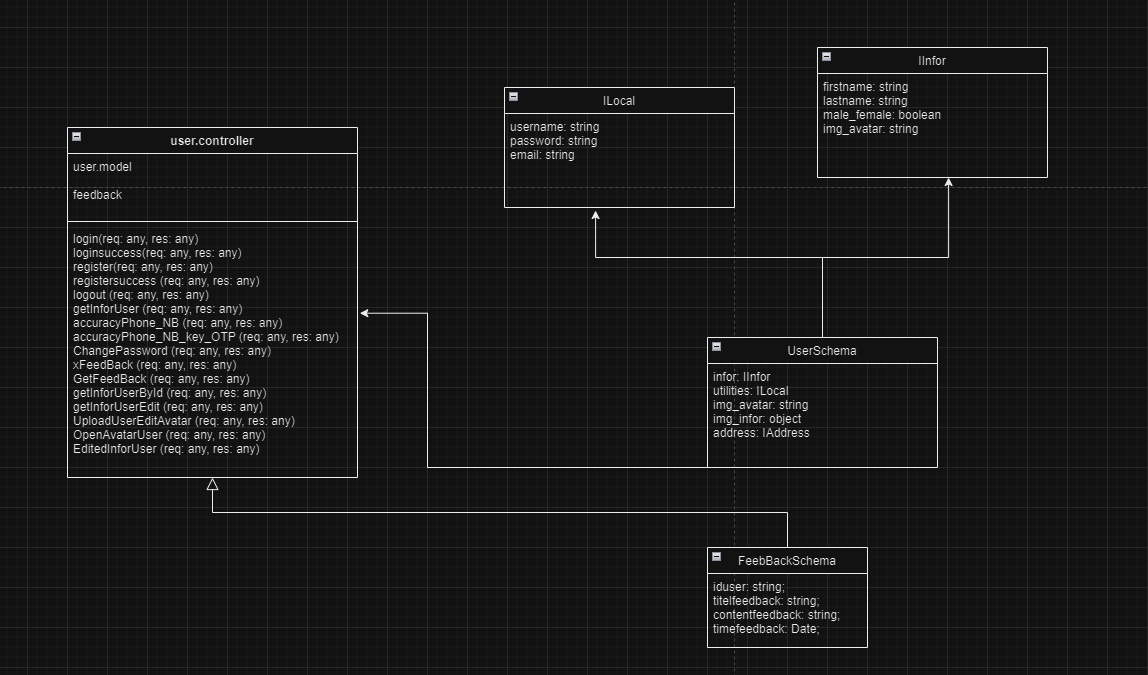 IInfor
firstname: string
lastname: string
male_female: boolean
img_avatar: string
ILocal
username: string
password: string
email: string
user.controller
user.model
feedback
login(req: any, res: any)
loginsuccess(req: any, res: any)
register(req: any, res: any)
registersuccess (req: any, res: any)
logout (req: any, res: any)
getInforUser (req: any, res: any)
accuracyPhone_NB (req: any, res: any)
accuracyPhone_NB_key_OTP (req: any, res: any)
ChangePassword (req: any, res: any)
xFeedBack (req: any, res: any)
GetFeedBack (req: any, res: any)
getInforUserById (req: any, res: any)
getInforUserEdit (req: any, res: any)
UploadUserEditAvatar (req: any, res: any)
OpenAvatarUser (req: any, res: any)
EditedInforUser (req: any, res: any)
UserSchema
infor: IInfor
utilities: ILocal
img_avatar: string
img_infor: object
address: IAddress
FeebBackSchema
iduser: string;
titelfeedback: string;
contentfeedback: string;
timefeedback: Date;